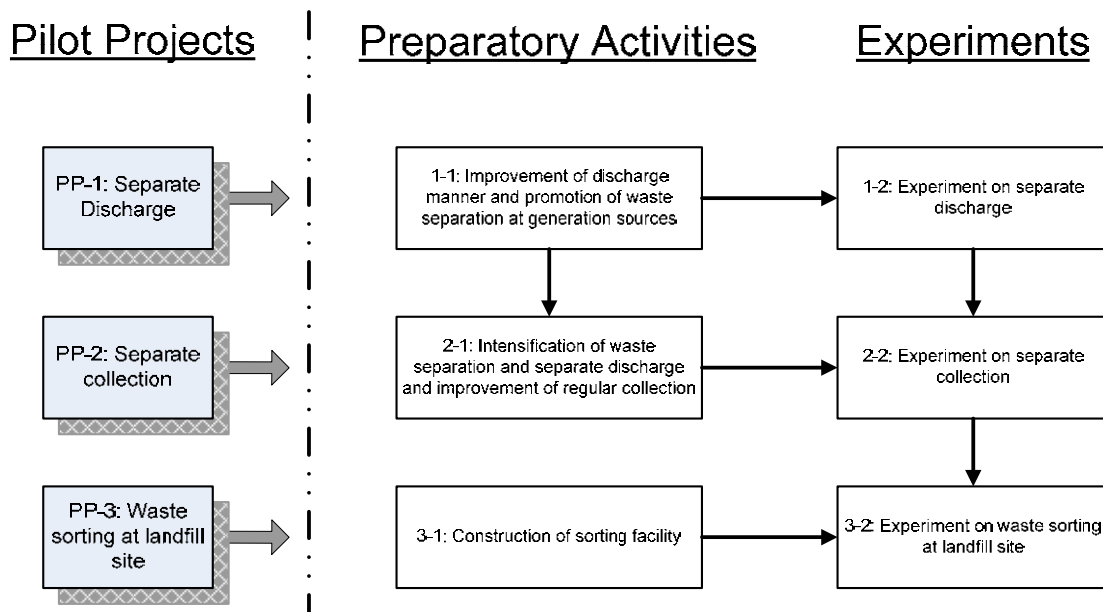 Pilot Projects
Preparatory Activities
Experiments
PP-1: Separate
Discharge
1-1: Improvement of discharge
manner and promotion of waste
separation at generation sources
1-2: Experiment on separate
discharge
PP-2: Separate
collection
2-1: Intensification of waste
separation and separate discharge
and improvement of regular collection
2-2: Experiment on separate
collection
PP-3: Waste
sorting at landfill
site
3-1: Construction of sorting facility
3-2: Experiment on waste sorting
at landfill site